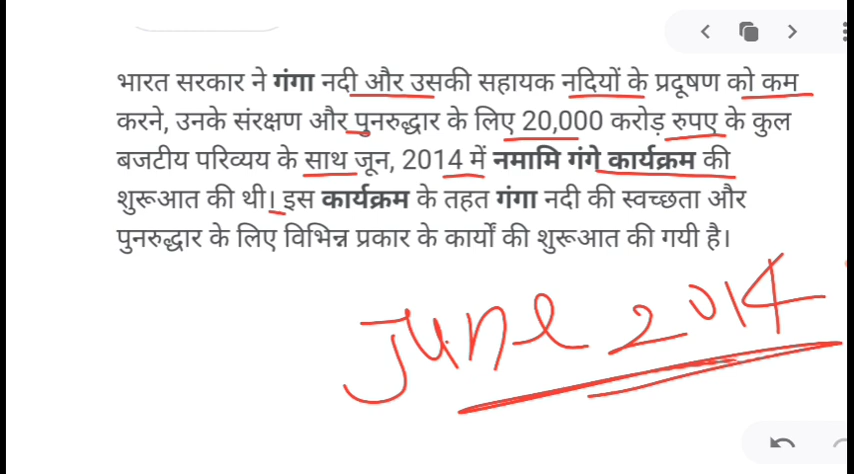 भारत सरकार ने गंगा नदी और उसकी सहायक नदियों के प्रदूषण को कम
करने, उनके संरक्षण और पुनरुद्धार के लिए 20,000 करोड़ रुपए के कुल
बजटीय परिव्यय के साथ जून, 2014 में नमामि गंगे कार्यक्रम की
शुरूआत की थी। इस कार्यक्रम के तहत गंगा नदी की स्वच्छता और
पुनरुद्धार के लिए विभिन्न प्रकार के कार्यों की शुरूआत की गयी है।
June 2014